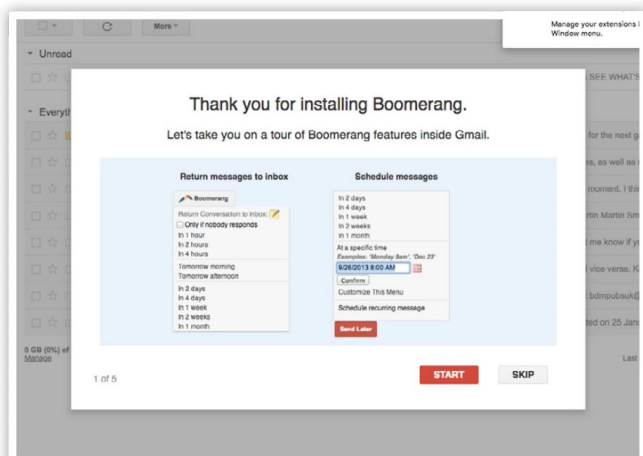 More
Manage your extensions
Window menu.
Unread
SEE WHAT'S
Everyth
for the next
as, as well as
moment. I thi
rtin Martin Sm
me know if
vice verse.
bdmpubsuk@
ted on 25 Jan
0 GB (0%) of
Manage
Last
Thank you for installing Boomerang.
Let's take you on a tour of Boomerang features inside Gmail.
Return messages to inbox
Boomerang
Return Conversation to Inbox:
Only if nobody responds
In 1 hour
In 2 hours
In 4 hours
Tomorrow morning
Tomorrow afternoon
In 2 days
In 4 days
In 1 week
In 2 weeks
In 1 month
Schedule messages
In 2 days
In 4 days
In 1 week
In 2 weeks
In 1 month
At a specific time
Examples: 'Monday 9am', 'Dec 23'
9/26/2013 8:00 AM
Confirm
Customize This Menu
Schedule recurring message
Send Later
1 of 5
START
SKIP